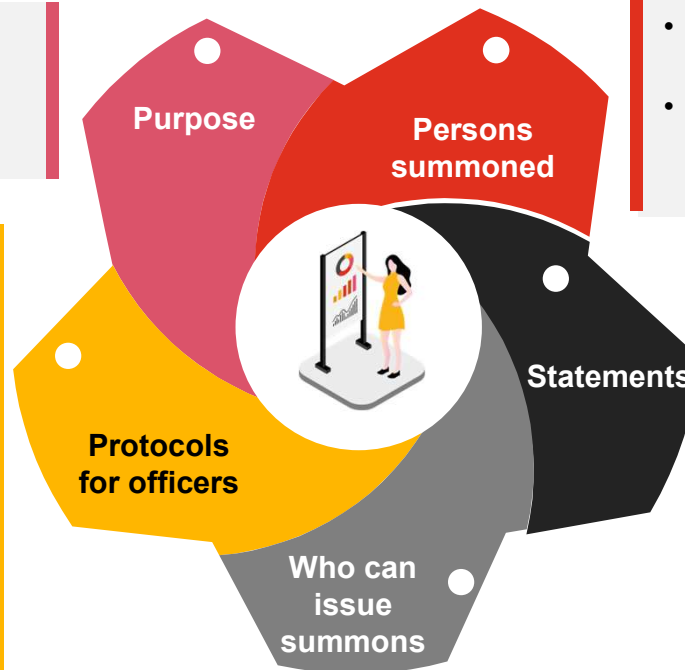 Purpose
Persons
summoned
Statements
Protocols
for officers
Who can
issue
summons